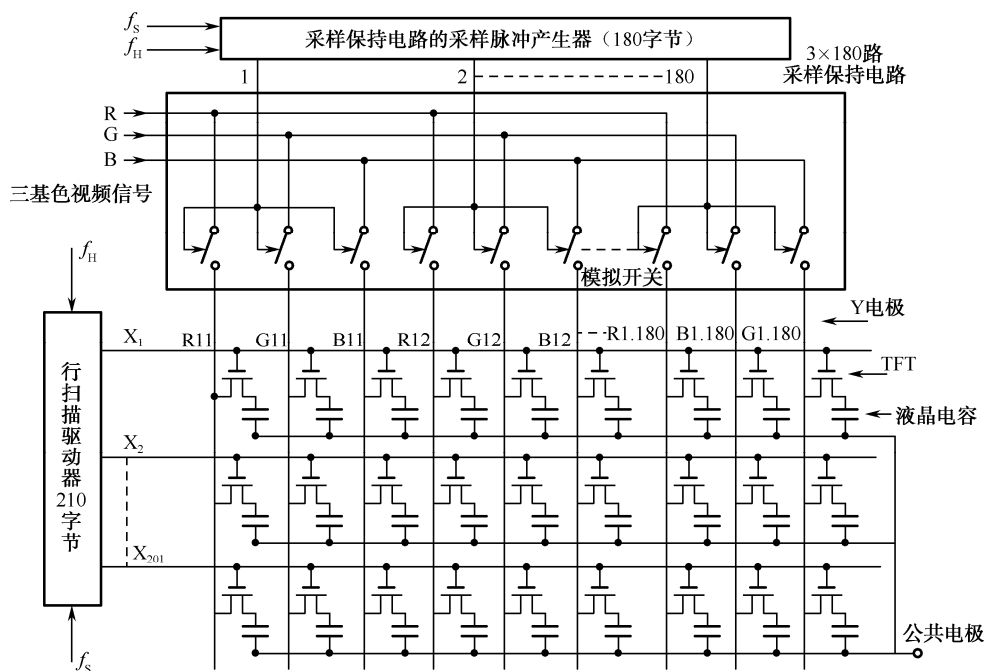 f_S
采样保持电路的采样脉冲产生器（180字节）
f_H
3×180路
采样保持电路
1
2
180
R
G
B
三基色视频信号
模拟开关
f_H
Y电极
X₁
R11
G11
B11
R12
G12
B12
R1.180
B1.180
G1.180
TFT
液晶电容
行扫描驱动器210字节
X₂
X₂₀₁
公共电极
f_S